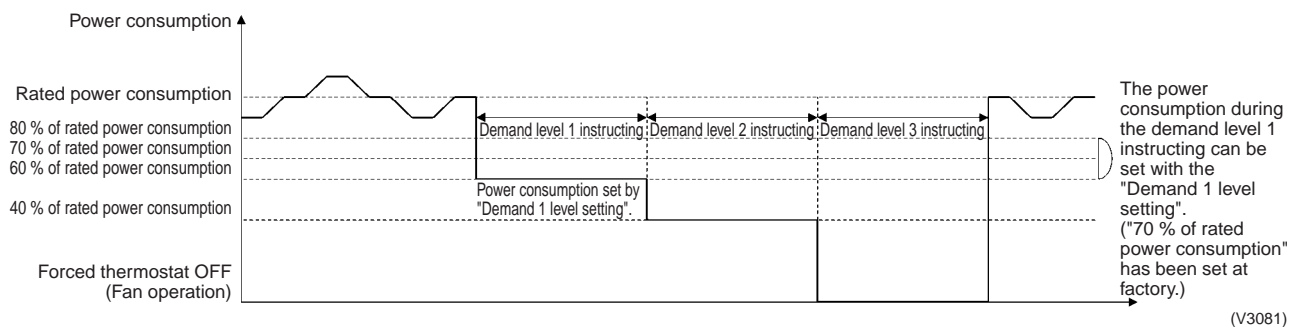 Power consumption
Rated power consumption
80 % of rated power consumption
70 % of rated power consumption
60 % of rated power consumption
40 % of rated power consumption
Forced thermostat OFF
(Fan operation)
Demand level 1 instructing
Demand level 2 instructing
Demand level 3 instructing
Power consumption set by
"Demand 1 level setting".
The power
consumption during
the demand level 1
instructing can be
set with the
"Demand 1 level
setting".
("70 % of rated
power consumption"
has been set at
factory.)
(V3081)